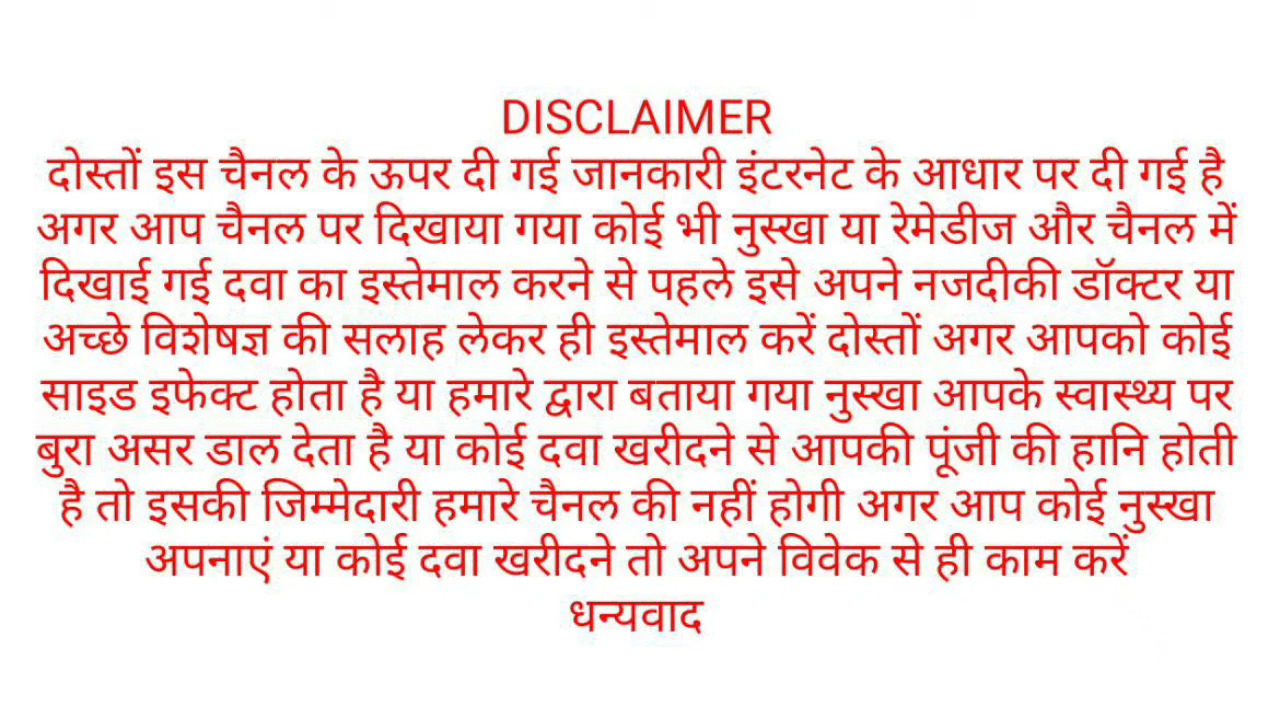 DISCLAIMER
दोस्तों इस चैनल के ऊपर दी गई जानकारी इंटरनेट के आधार पर दी गई है
अगर आप चैनल पर दिखाया गया कोई भी नुस्खा या रेमेडीज और चैनल में
दिखाई गई दवा का इस्तेमाल करने से पहले इसे अपने नजदीकी डॉक्टर या
अच्छे विशेषज्ञ की सलाह लेकर ही इस्तेमाल करें दोस्तों अगर आपको कोई
साइड इफेक्ट होता है या हमारे द्वारा बताया गया नुस्खा आपके स्वास्थ्य पर
बुरा असर डाल देता है या कोई दवा खरीदने से आपकी पूंजी की हानि होती
है तो इसकी जिम्मेदारी हमारे चैनल की नहीं होगी अगर आप कोई नुस्खा
अपनाएं या कोई दवा खरीदने तो अपने विवेक से ही काम करें
धन्यवाद